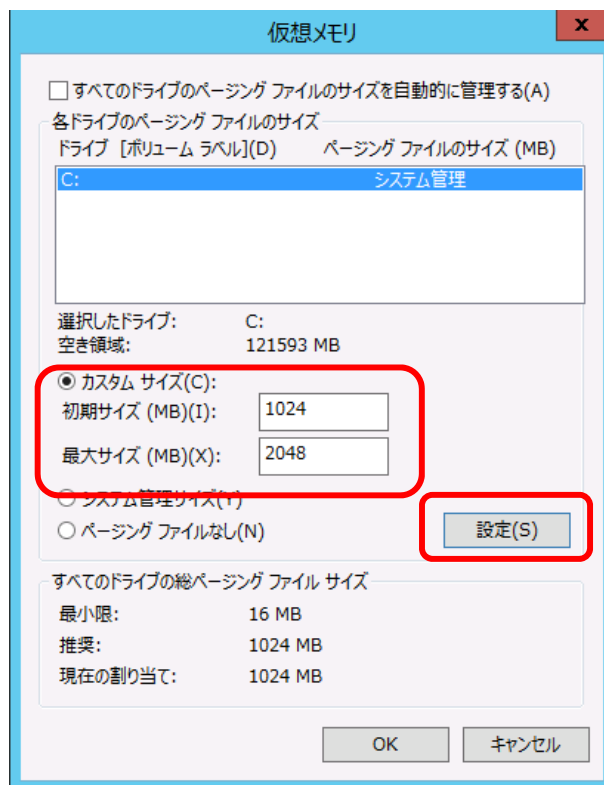 仮想メモリ
x
すべてのドライブのページング ファイルのサイズを自動的に管理する(A)
各ドライブのページング ファイルのサイズ
ドライブ [ボリューム ラベル](D) ページング ファイルのサイズ (MB)
C: システム管理
選択したドライブ: C:
空き領域: 121593 MB
カスタム サイズ(C):
初期サイズ (MB)(I): 1024
最大サイズ (MB)(X): 2048
システム管理サイズ(Y)
ページング ファイルなし(N) 設定(S)
すべてのドライブの総ページング ファイル サイズ
最小限: 16 MB
推奨: 1024 MB
現在の割り当て: 1024 MB
OK キャンセル